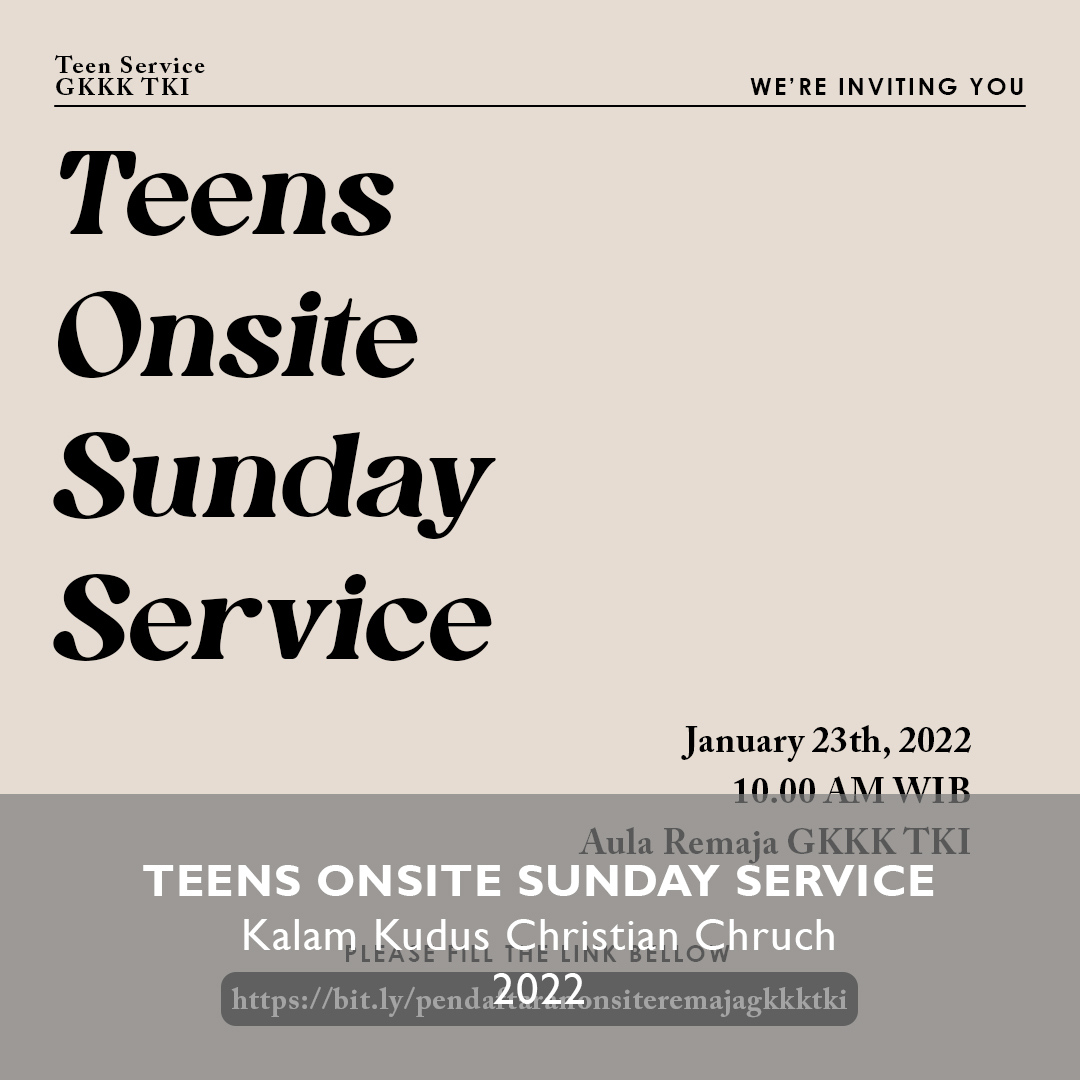 Teen Service
GKKK TKI
WE'RE INVITING YOU
Teens
Onsite
Sunday
Service
January 23th, 2022
10.00 AM WIB
Aula Remaja GKKK TKI
TEENS ONSITE SUNDAY SERVICE
Kalam Kudus Christian Chruch
PLEASE FILL THE LINK BELLOW
2022
https://bit.ly/pendaftaranonsiteremajagkkktki